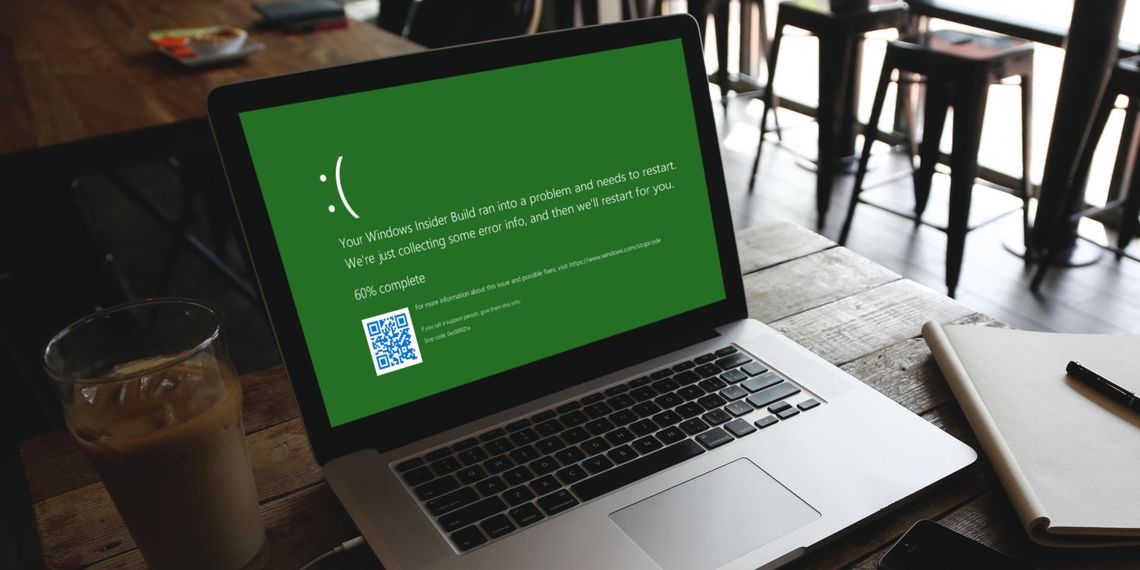 :(
Your Windows Insider Build ran into a problem and needs to restart.
We're just collecting some error info, and then we'll restart for you.
60% complete
For more information about this issue and possible fixes, visit https://www.windows.com/stopcode
If you call a support person, give them this info:
Stop code: 0xc000021a